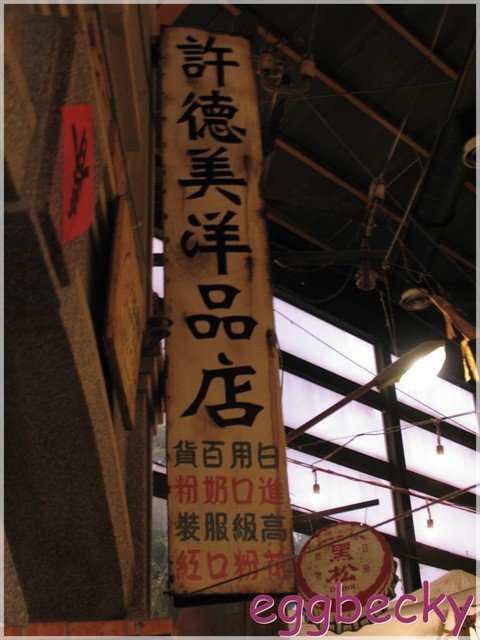 許德美洋品店
日用百貨
進口奶粉
高級服裝
花粉口紅
黑松
eggbecky